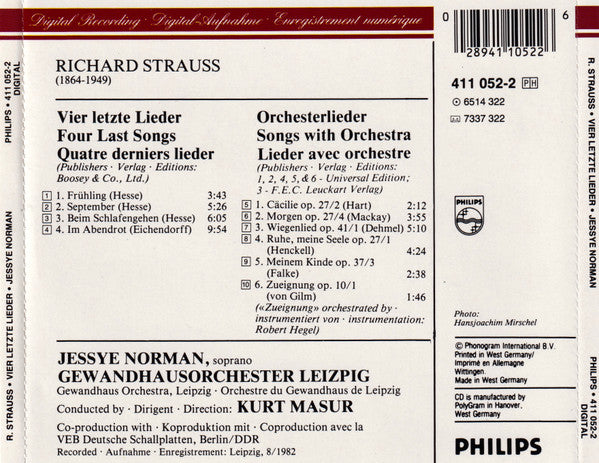 Digital Recording · Digital-Aufnahme · Enregistrement numérique
RICHARD STRAUSS
(1864-1949)
Vier letzte Lieder
Four Last Songs
Quatre derniers lieder
(Publishers · Verlag · Editions:
Boosey & Co., Ltd.)
1 1. Frühling (Hesse) 3:43
2 2. September (Hesse) 5:26
3 3. Beim Schlafengehen (Hesse) 6:05
4 4. Im Abendrot (Eichendorff) 9:54
Orchesterlieder
Songs with Orchestra
Lieder avec orchestre
(Publishers · Verlag · Editions:
1, 2, 4, 5, & 6 - Universal Edition;
3 - F.E.C. Leuckart Verlag)
5 1. Cäcilie op. 27/2 (Hart) 2:12
6 2. Morgen op. 27/4 (Mackay) 3:55
7 3. Wiegenlied op. 41/1 (Dehmel) 5:10
8 4. Ruhe, meine Seele op. 27/1
(Henckell) 4:24
9 5. Meinem Kinde op. 37/3
(Falke) 2:38
10 6. Zueignung op. 10/1
(von Gilm) 1:46
(«Zueignung» orchestrated by ·
instrumentiert von · instrumentation:
Robert Hegel)
JESSYE NORMAN, soprano
GEWANDHAUSORCHESTER LEIPZIG
Gewandhaus Orchestra, Leipzig · Orchestre du Gewandhaus de Leipzig
Conducted by · Dirigent · Direction: KURT MASUR
Co-production with · Koproduktion mit · Coproduction avec la
VEB Deutsche Schallplatten, Berlin/DDR
Recorded · Aufnahme · Enregistrement: Leipzig, 8/1982
0 28941 10522 6
411 052-2 PH
6514 322
7337 322
PHILIPS
Photo:
Hansjoachim Mirschel
℗ Phonogram International B.V.
Printed in West Germany/
Imprimé en Allemagne
Wittingen.
Made in West Germany
CD is manufactured by
PolyGram in Hanover,
West Germany
PHILIPS
R. STRAUSS • VIER LETZTE LIEDER • JESSYE NORMAN
PHILIPS • 411 052-2
DIGITAL
R. STRAUSS • VIER LETZTE LIEDER • JESSYE NORMAN
PHILIPS • 411 052-2
DIGITAL